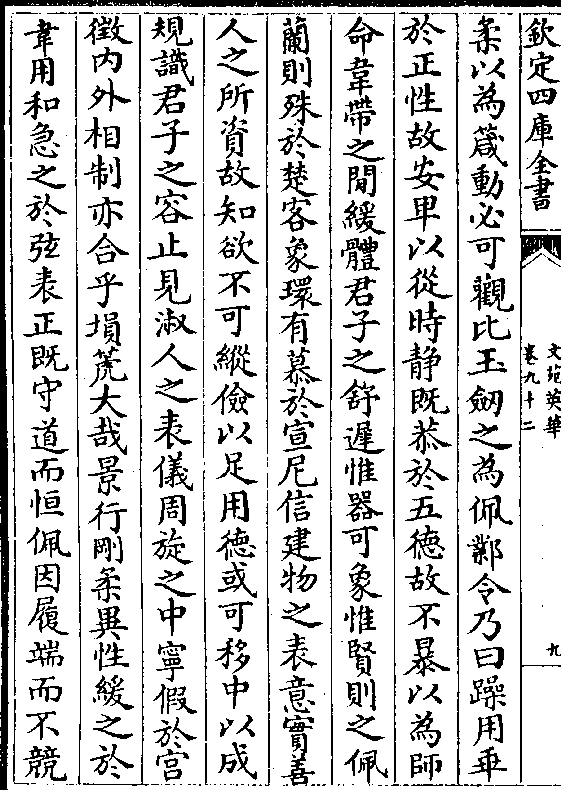 欽定四庫全書
文苑英華
卷九十二
九
柔以為箴動必可觀比玉劒之為佩鄴令乃曰躁用乖
於正性故安卑以從時静既恭於五德故不暴以為師
命韋帶之閒緩體君子之舒遲惟器可象惟賢則之佩
蘭則殊於楚客象環有慕於宣尼信建物之表意實善
人之所資故知欲不可縱儉以足用德或可移中以成
規識君子之容止見淑人之表儀周旋之中寧假於宫
徴内外相制亦合乎塤篪大哉景行剛柔異性緩之於
韋用和急之於弦表正既守道而恒佩因履端而不競